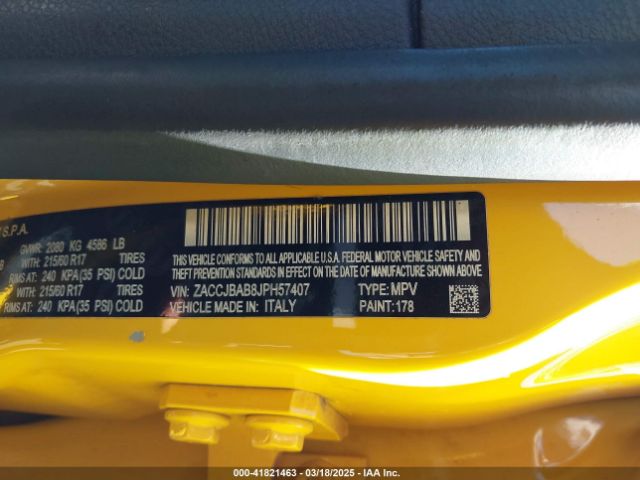 S.P.A.
GVWR: 2080 KG 4586 LB
B WITH: 215/60 R17 TIRES
RIMS AT: 240 KPA(35 PSI) COLD
B WITH: 215/60 R17 TIRES
RIMS AT: 240 KPA(35 PSI) COLD
THIS VEHICLE CONFORMS TO ALL APPLICABLE U.S.A. FEDERAL MOTOR VEHICLE SAFETY
AND THEFT PREVENTION STANDARDS IN EFFECT ON THE DATE OF MANUFACTURE SHOWN
ABOVE.
VIN: ZACCJBAB8JPH57407 TYPE: MPV
VEHICLE MADE IN: ITALY PAINT: 178
000-41821463 - 03/18/2025 - IAA Inc.